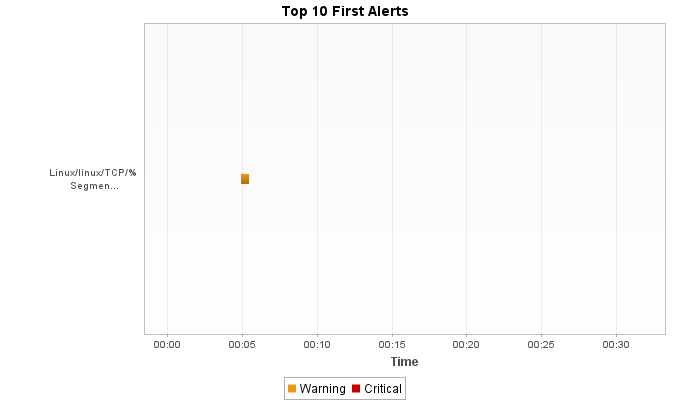 Top 10 First Alerts
Linux/linux/TCP/%
Segmen...
00:00 00:05 00:10 00:15 00:20 00:25 00:30
Time
Warning Critical